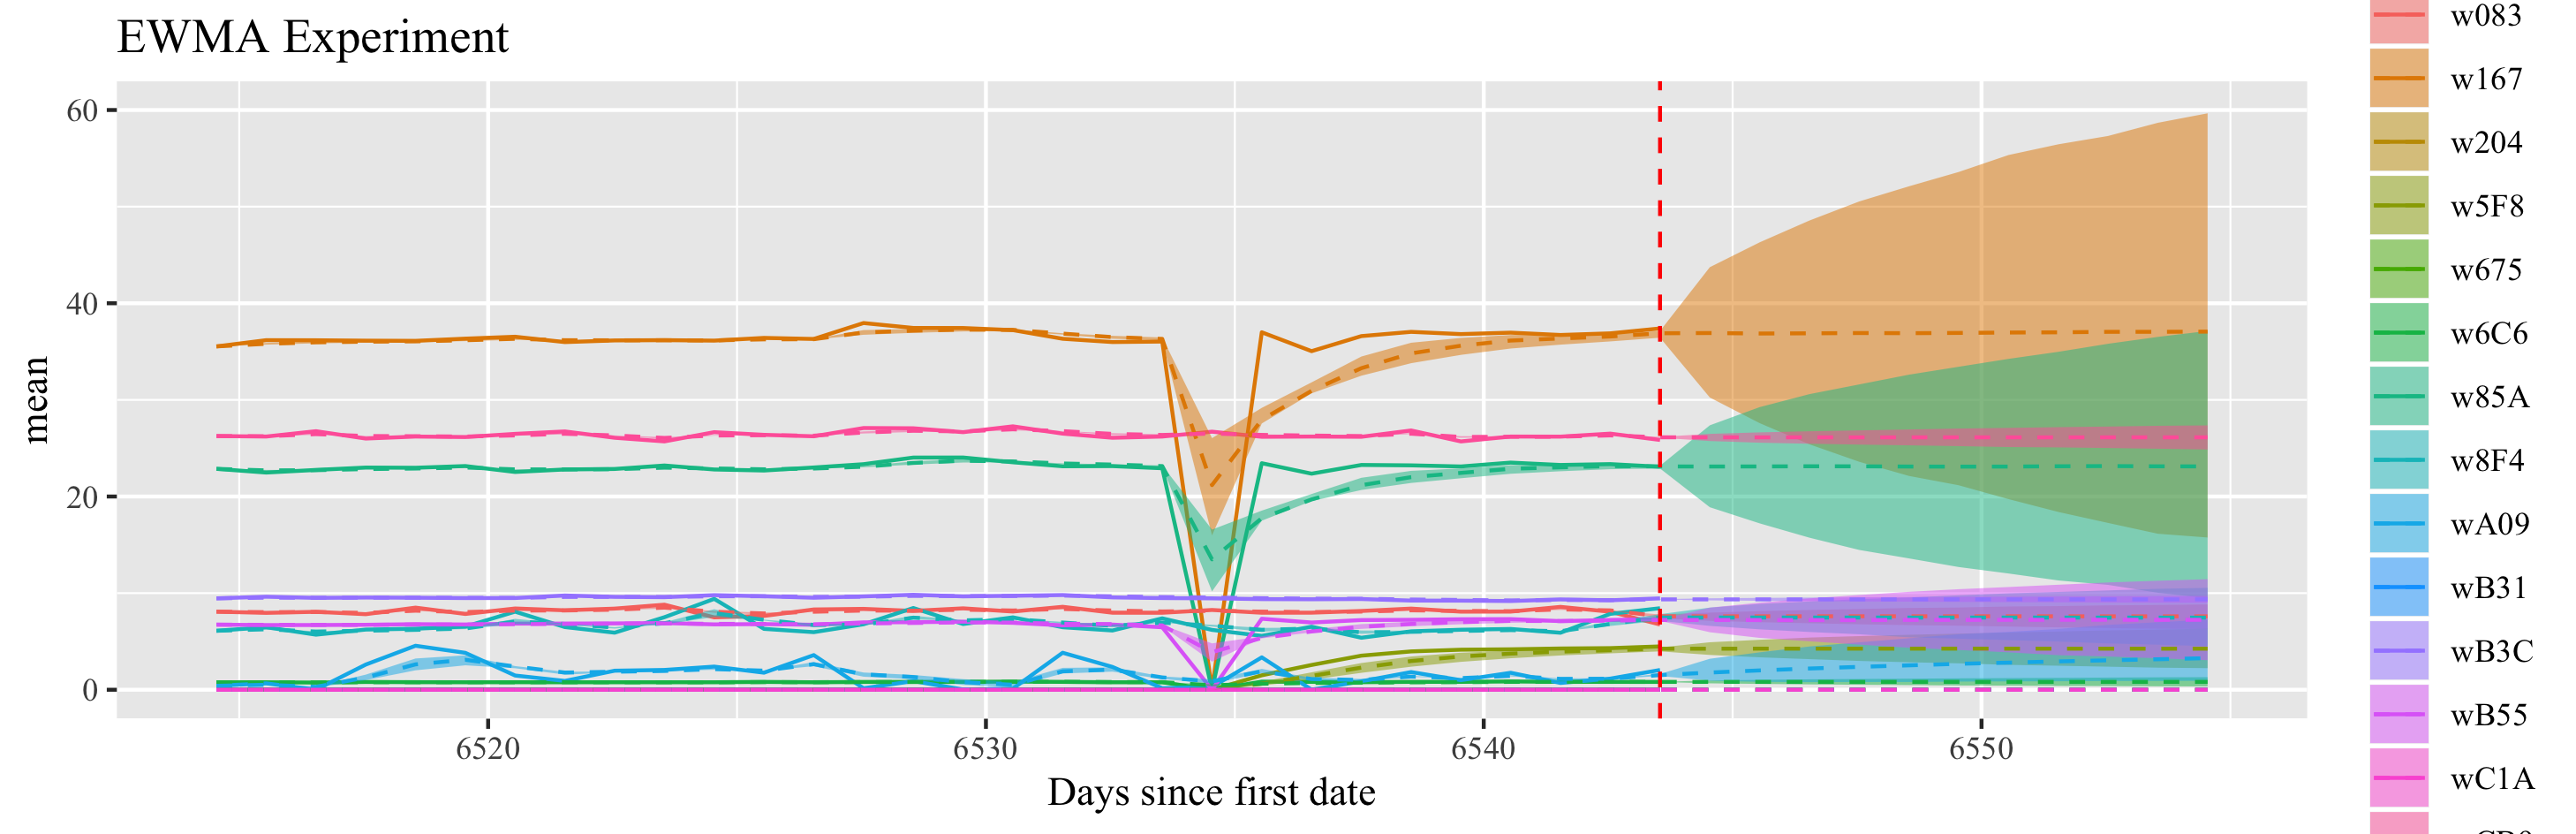 EWMA Experiment
60
40
20
0
mean
6520
6530
6540
6550
Days since first date
w083
w167
w204
w5F8
w675
w6C6
w85A
w8F4
wA09
wB31
wB3C
wB55
wC1A